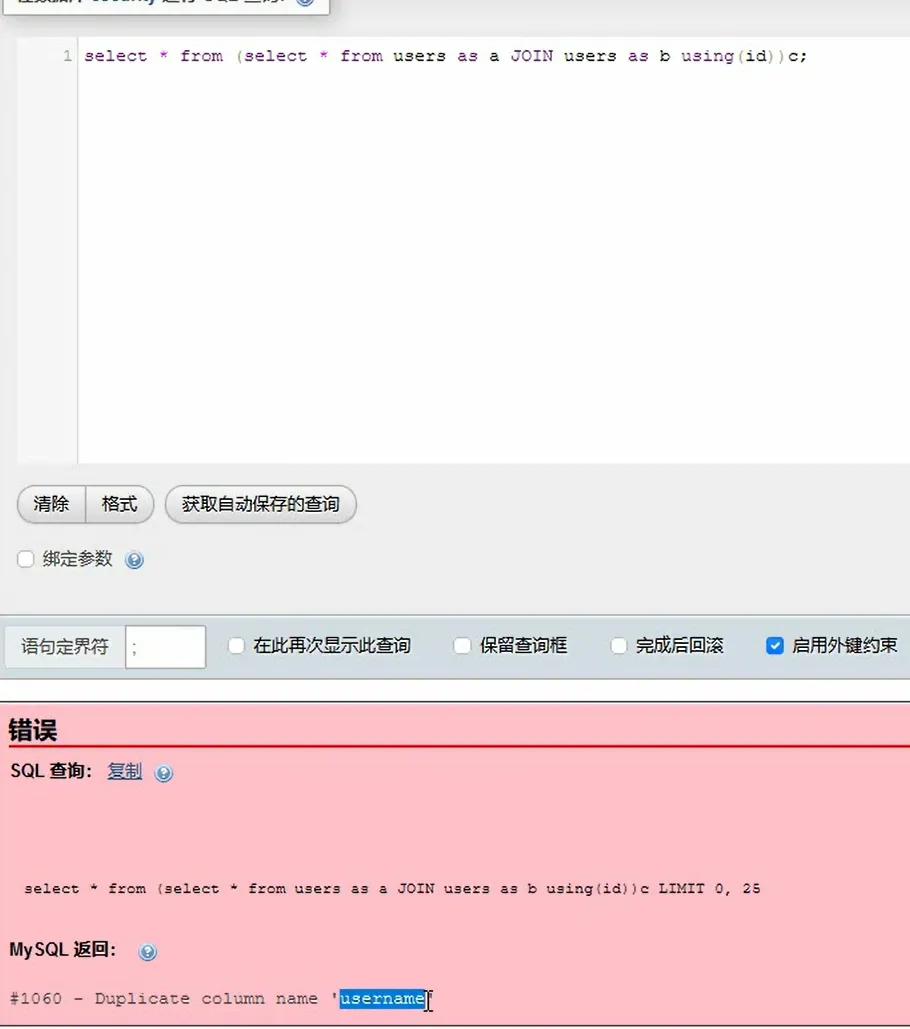 1 select * from (select * from users as a JOIN users as b using(id))c;
清除 格式 获取自动保存的查询
绑定参数
语句定界符 ; 在此再次显示此查询 保留查询框 完成后回滚 启用外键约束
错误
SQL 查询: 复制
select * from (select * from users as a JOIN users as b using(id))c LIMIT 0, 25
MySQL 返回:
#1060 - Duplicate column name 'username'